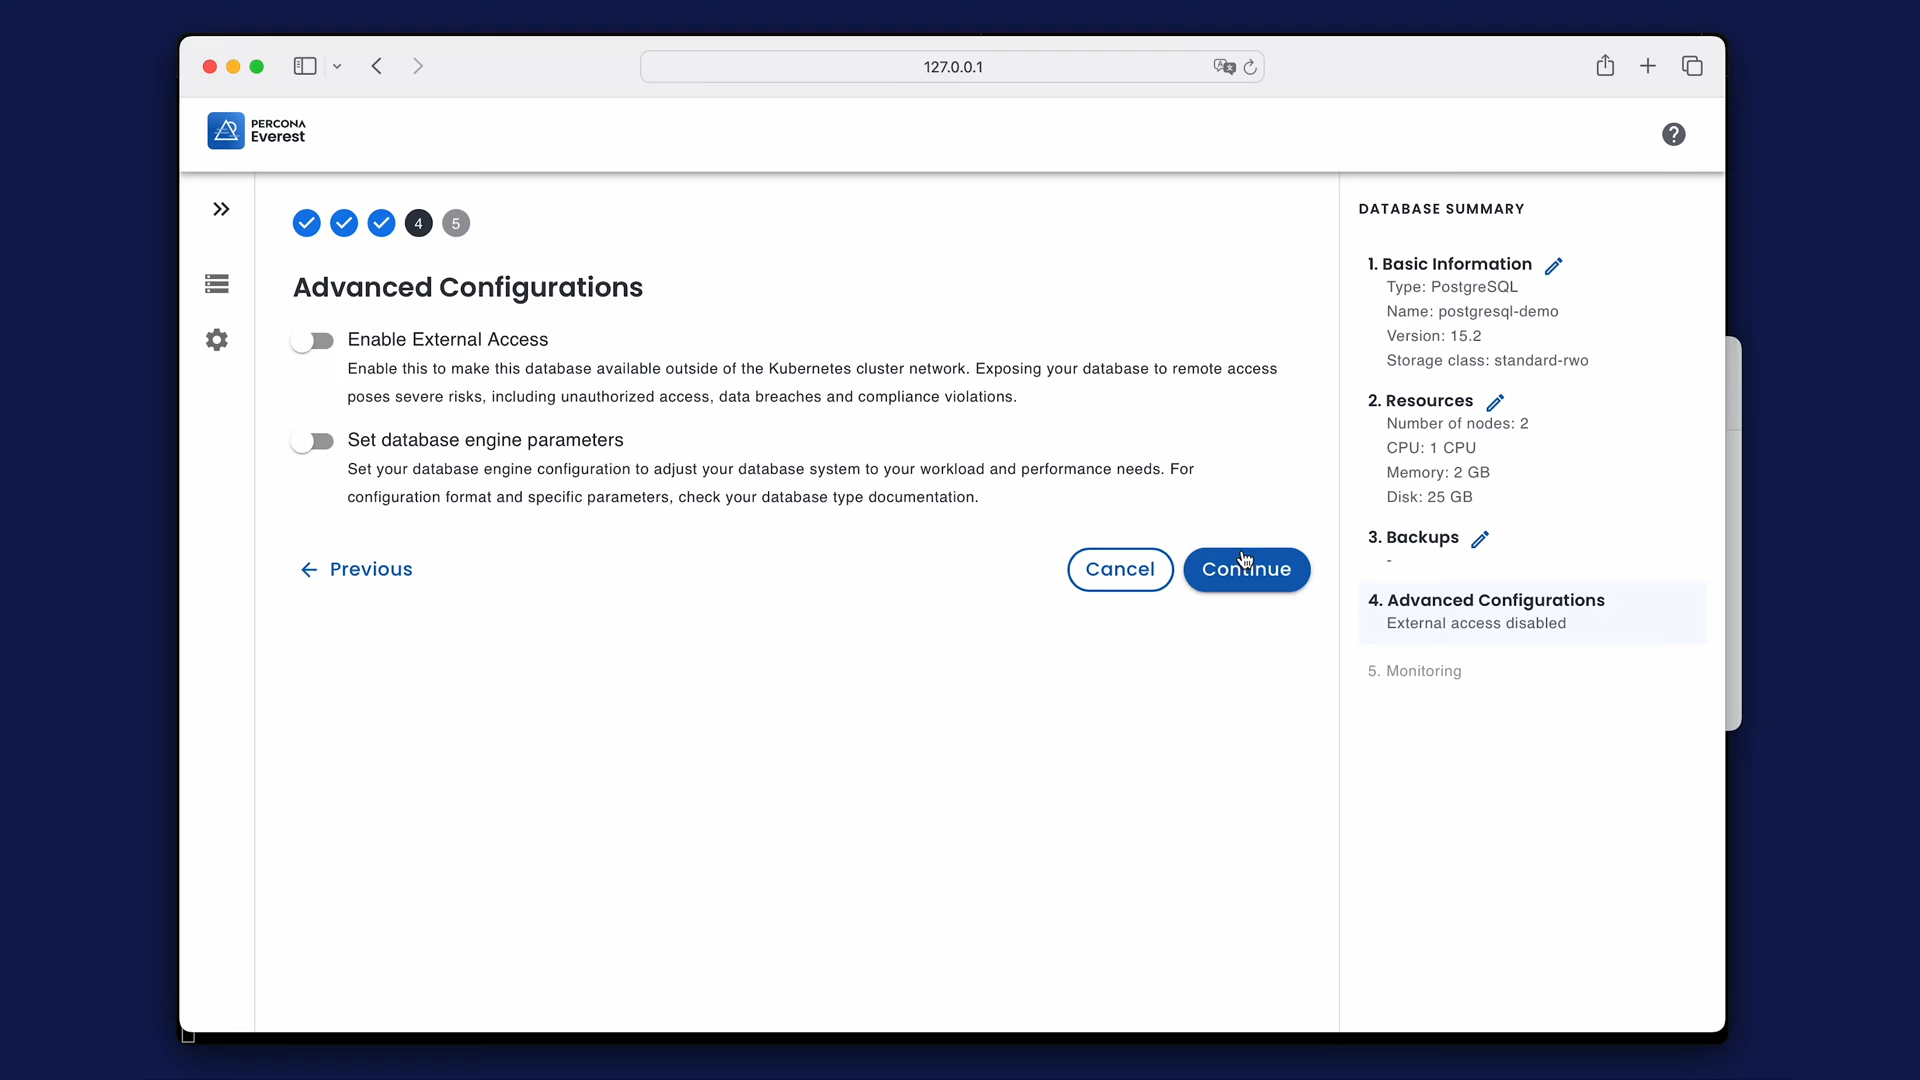 127.0.0.1
PERCONA
Everest
4
5
Advanced Configurations
Enable External Access
Enable this to make this database available outside of the Kubernetes cluster network. Exposing your database to remote access
poses severe risks, including unauthorized access, data breaches and compliance violations.
Set database engine parameters
Set your database engine configuration to adjust your database system to your workload and performance needs. For
configuration format and specific parameters, check your database type documentation.
Previous
Cancel
Continue
DATABASE SUMMARY
1. Basic Information
Type: PostgreSQL
Name: postgresql-demo
Version: 15.2
Storage class: standard-rwo
2. Resources
Number of nodes: 2
CPU: 1 CPU
Memory: 2 GB
Disk: 25 GB
3. Backups
-
4. Advanced Configurations
External access disabled
5. Monitoring